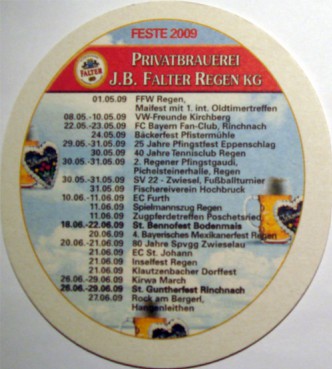 FESTE 2009
FALTER
PRIVATBRAUEREI
J.B. FALTER REGEN KG
01.05.09 FFW Regen,
Maifest mit 1. int. Oldtimertreffen
08.05.-10.05.09 VW-Freunde Kirchberg
22.05.-23.05.09 FC Bayern Fan-Club, Rinchnach
24.05.09 Bäckerfest Pfistermühle
29.05.-31.05.09 25 Jahre Pfingstfest Eppenschlag
30.05.09 40 Jahre Tennisclub Regen
30.05.-31.05.09 2. Regener Pfingstgaudi,
Pichelsteinerhalle, Regen
30.05.-31.05.09 SV 22 - Zwiesel, Fußballturnier
31.05.09 Fischereiverein Hochbruck
10.06.-11.06.09 EC Furth
11.06.09 Spielmannszug Regen
11.06.09 Zugpferdetreffen Poschetsried
18.06.-22.06.09 St. Bennofest Bodenmais
20.06.09 4. Bayerisches Mexikanerfest Regen
20.06.-21.06.09 80 Jahre Spvgg Zwieselau
21.06.09 EC St. Johann
21.06.09 Inselfest Regen
21.06.09 Klautzenbacher Dorffest
26.06.-29.06.09 Kirwa March
26.06.-29.06.09 St. Guntherfest Rinchnach
27.06.09 Rock am Bergerl,
Hangenleithen